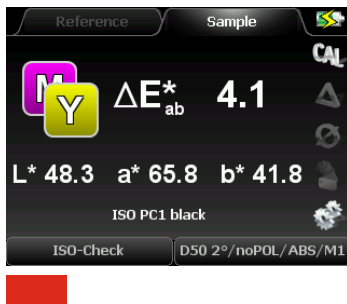 Reference Sample
CAL
M
Y
ΔE*ab 4.1
L* 48.3 a* 65.8 b* 41.8
ISO PC1 black
ISO-Check D50 2°/noPOL/ABS/M1